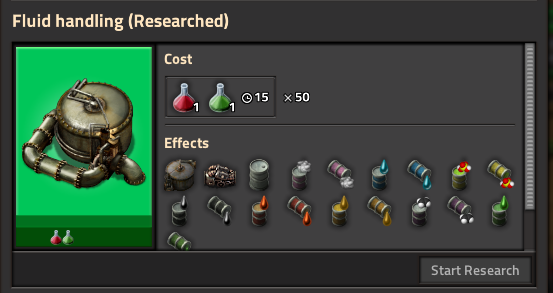 Fluid handling (Researched)
Cost
1 1 15 × 50
Effects
Start Research